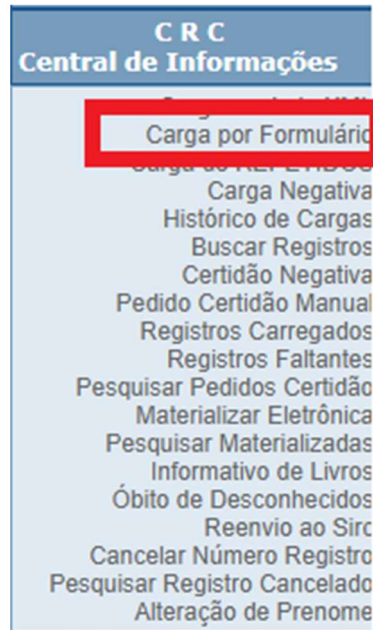 C R C
Central de Informações
Carga por Formulário
Carga Negativa
Histórico de Cargas
Buscar Registros
Certidão Negativa
Pedido Certidão Manual
Registros Carregados
Registros Faltantes
Pesquisar Pedidos Certidão
Materializar Eletrônica
Pesquisar Materializadas
Informativo de Livros
Óbito de Desconhecidos
Reenvio ao Sirc
Cancelar Número Registro
Pesquisar Registro Cancelado
Alteração de Prenome